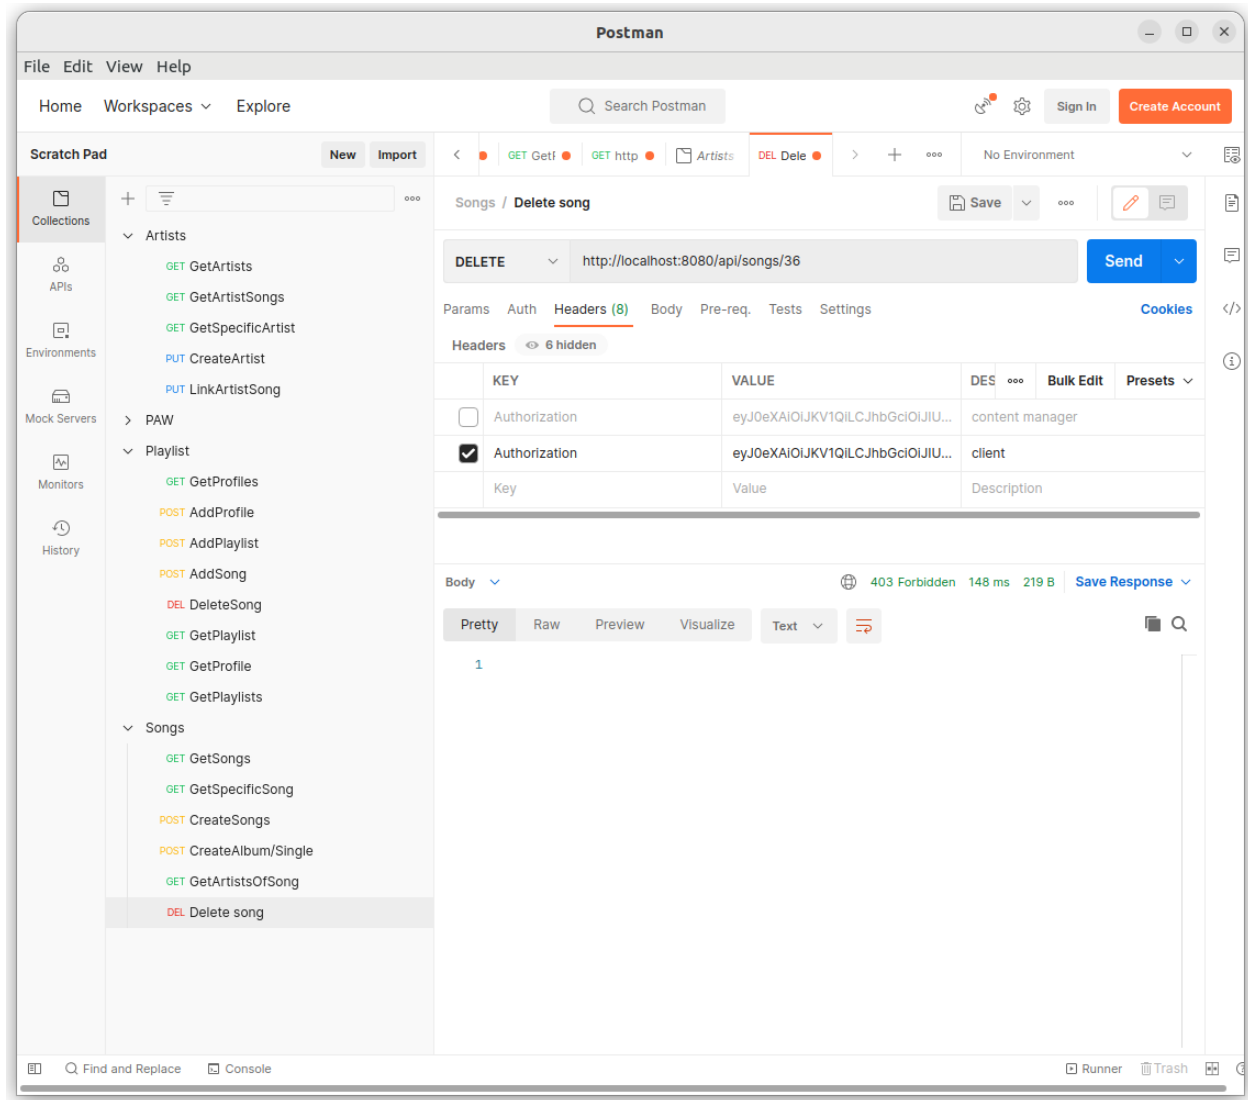 Postman
File Edit View Help
Home Workspaces Explore Search Postman Sign In Create Account
Scratch Pad New Import
GET GetF GET http Artists DEL Dele No Environment
Collections
APIs
Environments
Mock Servers
Monitors
History
Artists
GET GetArtists
GET GetArtistSongs
GET GetSpecificArtist
PUT CreateArtist
PUT LinkArtistSong
PAW
Playlist
GET GetProfiles
POST AddProfile
POST AddPlaylist
POST AddSong
DEL DeleteSong
GET GetPlaylist
GET GetProfile
GET GetPlaylists
Songs
GET GetSongs
GET GetSpecificSong
POST CreateSongs
POST CreateAlbum/Single
GET GetArtistsOfSong
DEL Delete song
Songs / Delete song Save
DELETE http://localhost:8080/api/songs/36 Send
Params Auth Headers (8) Body Pre-req. Tests Settings Cookies
Headers 6 hidden
KEY VALUE DES Bulk Edit Presets
Authorization eyJ0eXAiOiJKV1QiLCJhbGciOiJIU... content manager
Authorization eyJ0eXAiOiJKV1QiLCJhbGciOiJIU... client
Key Value Description
Body 403 Forbidden 148 ms 219 B Save Response
Pretty Raw Preview Visualize Text
1
Find and Replace Console Runner Trash